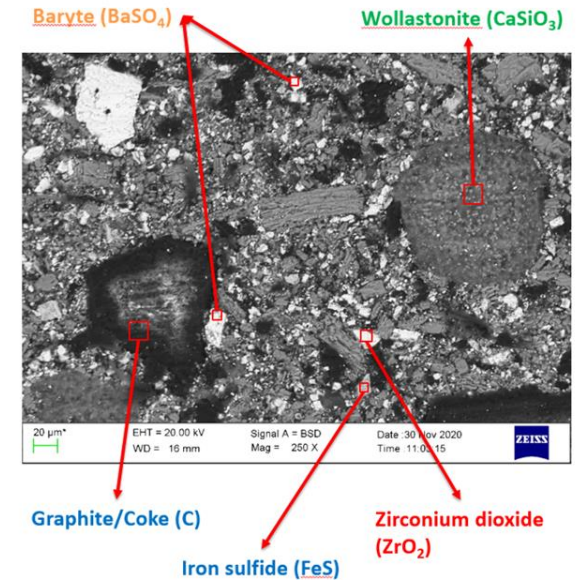 Baryte (BaSO₄)
Wollastonite (CaSiO₃)
20 µm*
EHT = 20.00 kV
WD = 16 mm
Signal A = BSD
Mag = 250 X
Date :30 Nov 2020
Time :11:03:15
ZEISS
Graphite/Coke (C)
Zirconium dioxide
(ZrO₂)
Iron sulfide (FeS)